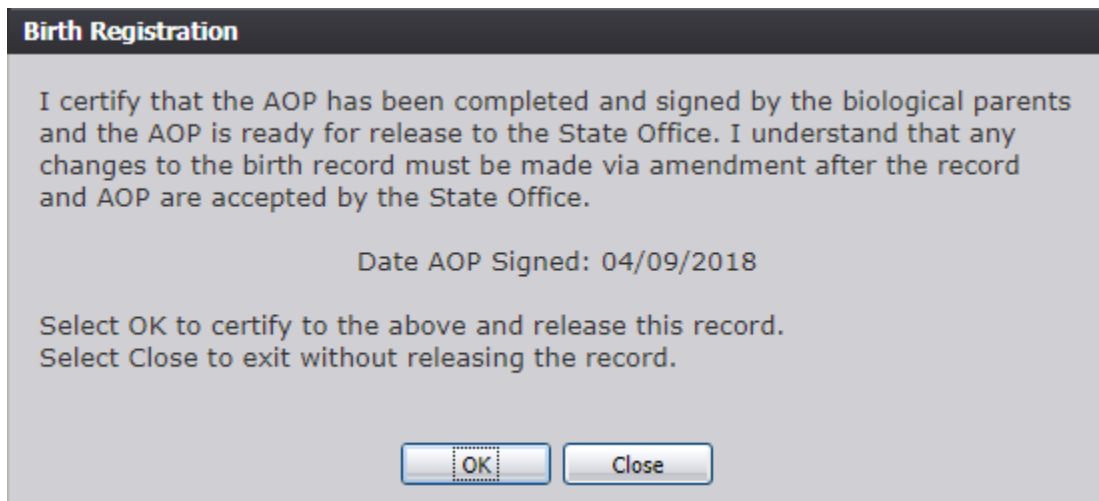 Birth Registration
I certify that the AOP has been completed and signed by the biological parents
and the AOP is ready for release to the State Office. I understand that any
changes to the birth record must be made via amendment after the record
and AOP are accepted by the State Office.
Date AOP Signed: 04/09/2018
Select OK to certify to the above and release this record.
Select Close to exit without releasing the record.
OK Close